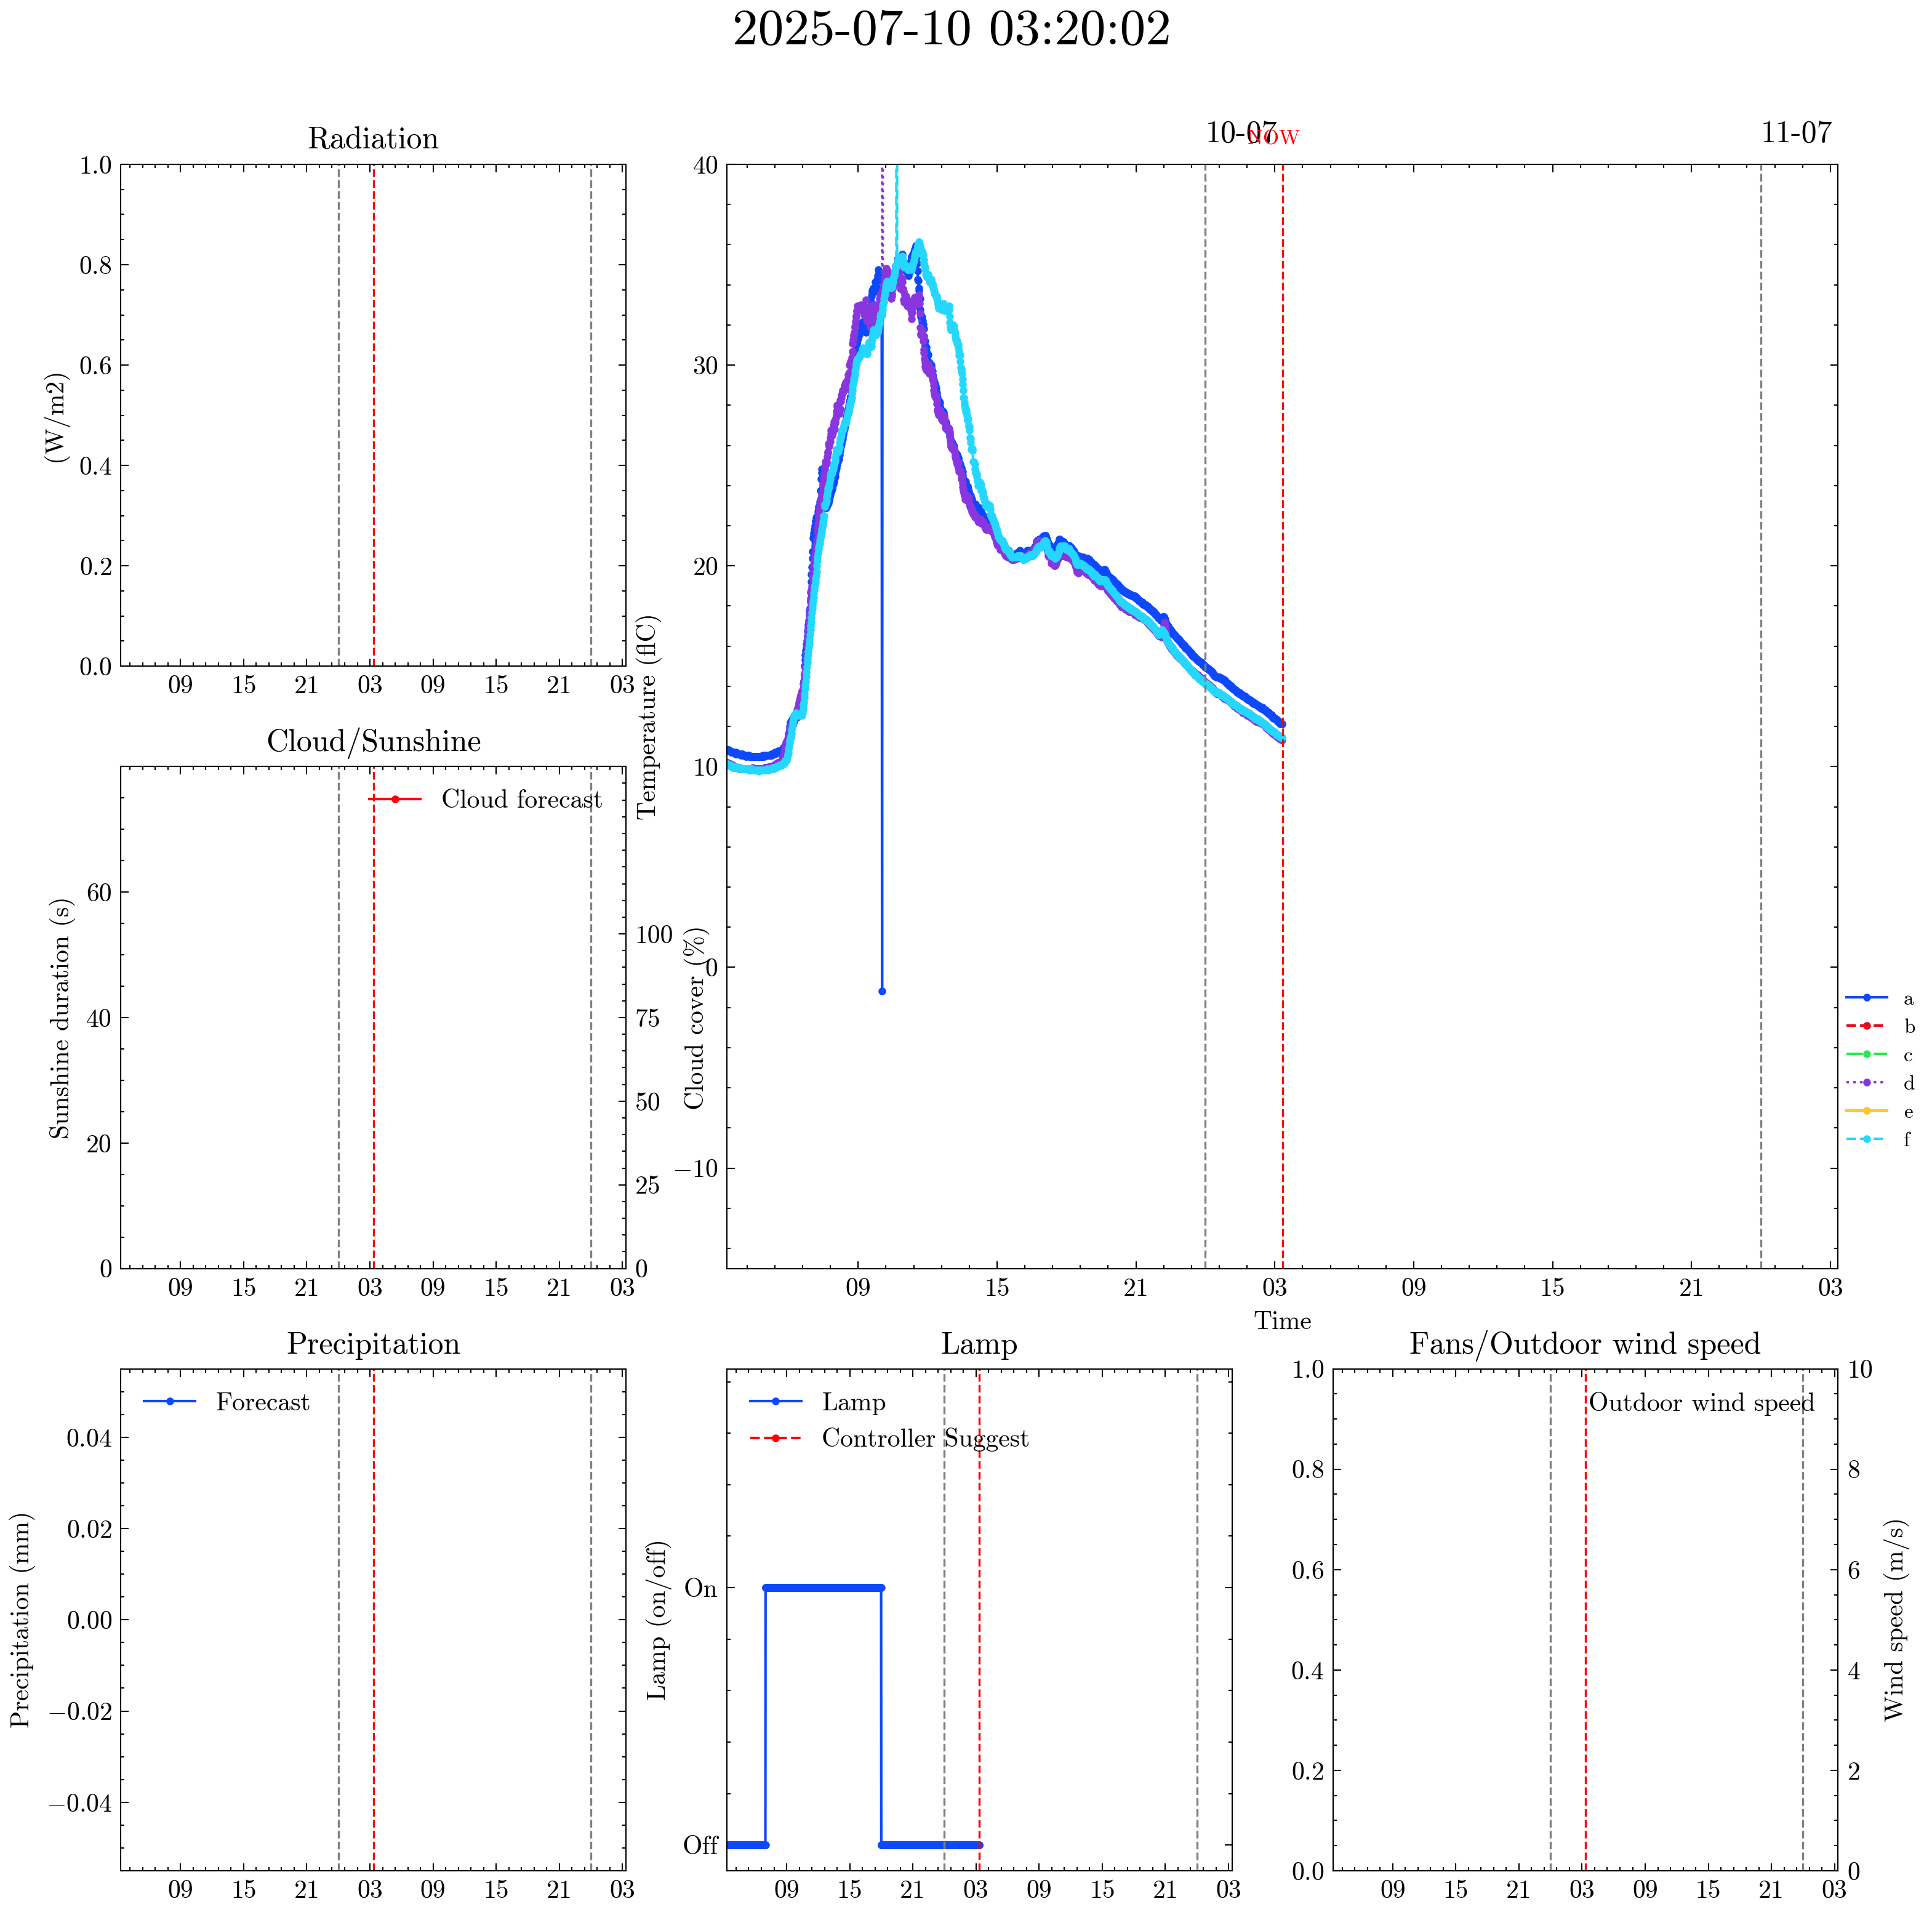 2025-07-10 03:20:02
Radiation
1.0
0.8
0.6
0.4
0.2
0.0
(W/m2)
09 15 21 03 09 15 21 03
10-07
NOW
11-07
40
30
20
10
0
−10
Temperature (flC)
09 15 21 03 09 15 21 03
Time
a
b
c
d
e
f
Cloud/Sunshine
Cloud forecast
60
40
20
0
Sunshine duration (s)
100
75
50
25
0
Cloud cover (%)
09 15 21 03 09 15 21 03
Precipitation
Forecast
0.04
0.02
0.00
−0.02
−0.04
Precipitation (mm)
09 15 21 03 09 15 21 03
Lamp
Lamp
Controller Suggest
On
Off
Lamp (on/off)
09 15 21 03 09 15 21 03
Fans/Outdoor wind speed
Outdoor wind speed
1.0
0.8
0.6
0.4
0.2
0.0
10
8
6
4
2
0
Wind speed (m/s)
09 15 21 03 09 15 21 03